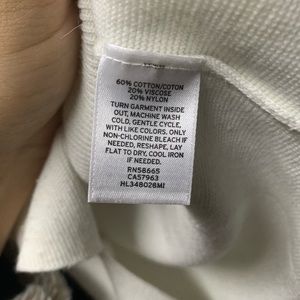 60% COTTON/COTON
20% VISCOSE
20% NYLON
TURN GARMENT INSIDE
OUT, MACHINE WASH
COLD, GENTLE CYCLE,
WITH LIKE COLORS, ONLY
NON-CHLORINE BLEACH IF
NEEDED, RESHAPE, LAY
FLAT TO DRY, COOL IRON
IF NEEDED.
RN58665
CA57963
HL348028MI